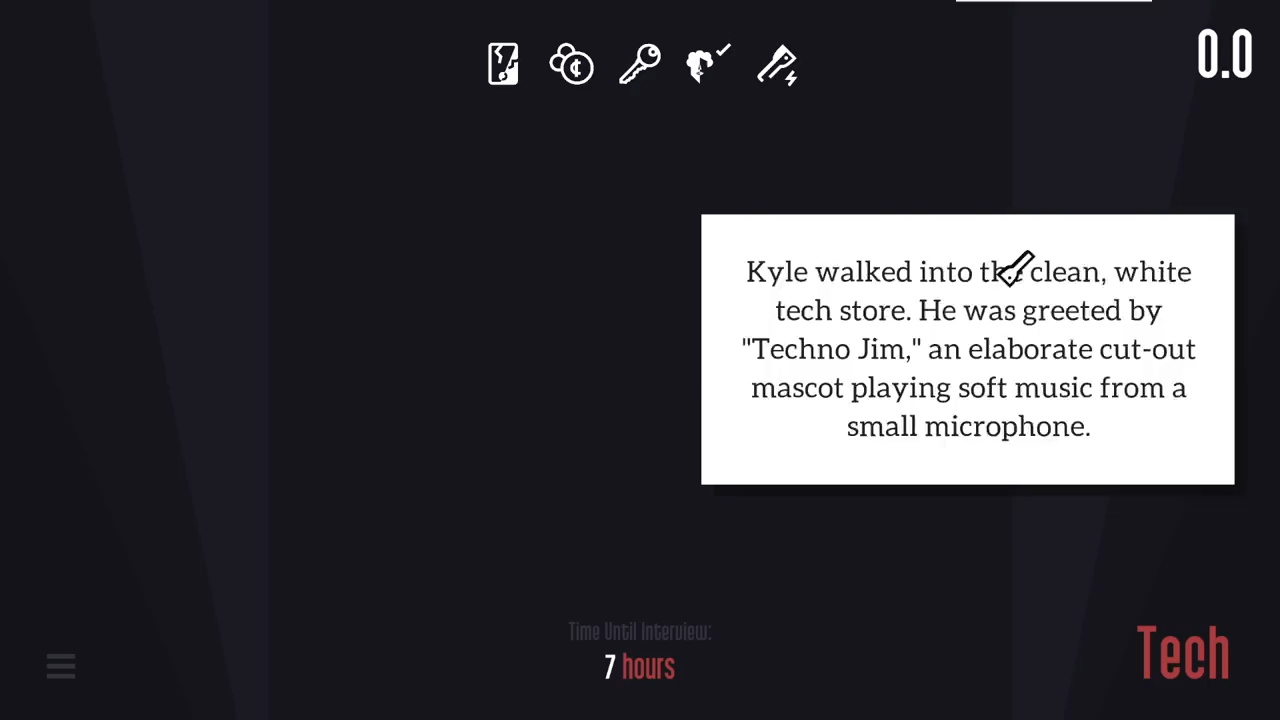 0.0
Kyle walked into the clean, white
tech store. He was greeted by
"Techno Jim," an elaborate cut-out
mascot playing soft music from a
small microphone.
Time Until Interview:
7 hours
Tech